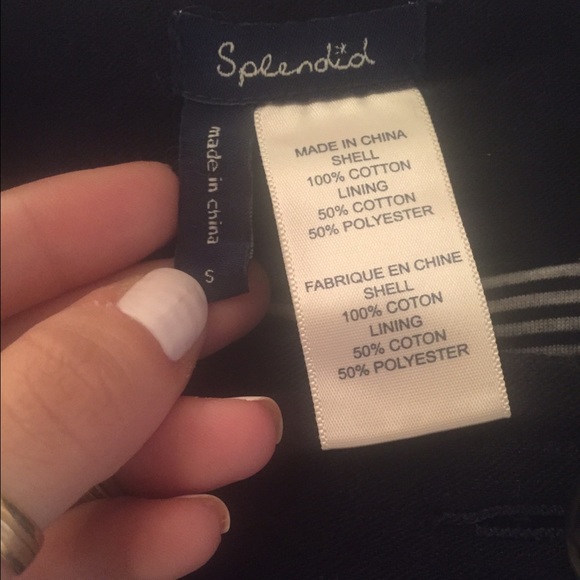 Splendid
made in china
S
MADE IN CHINA
SHELL
100% COTTON
LINING
50% COTTON
50% POLYESTER
FABRIQUE EN CHINE
SHELL
100% COTON
LINING
50% COTON
50% POLYESTER